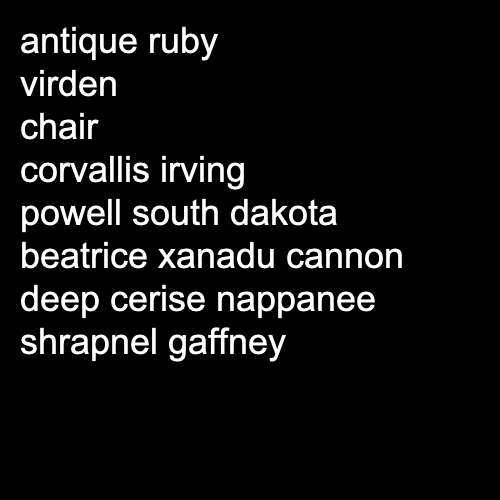 antique ruby
virden
chair
corvallis irving
powell south dakota
beatrice xanadu cannon
deep cerise nappanee
shrapnel gaffney